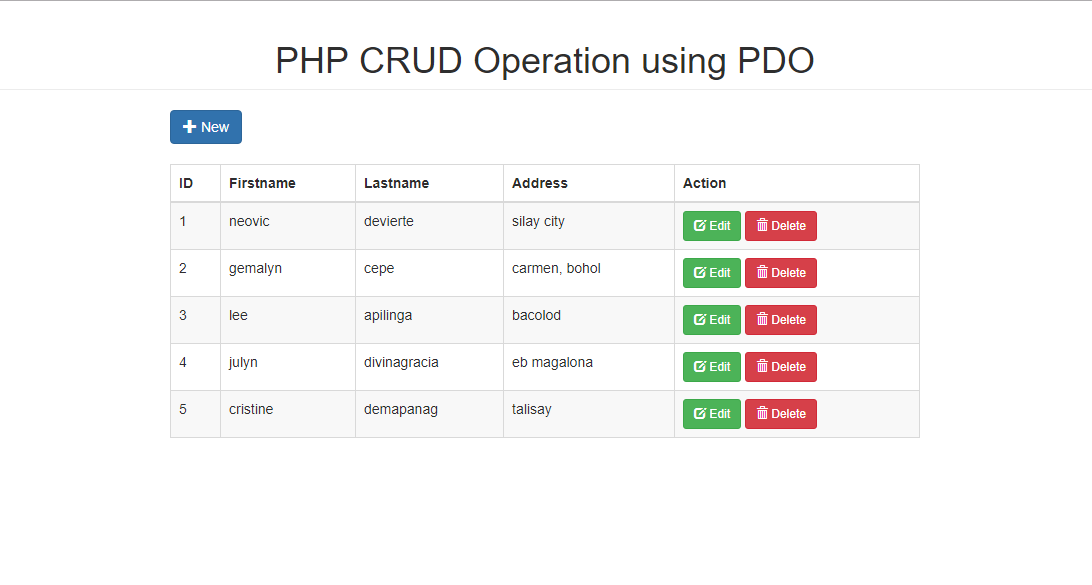 PHP CRUD Operation using PDO
New
ID Firstname Lastname Address Action
1 neovic devierte silay city Edit Delete
2 gemalyn cepe carmen, bohol Edit Delete
3 lee apilinga bacolod Edit Delete
4 julyn divinagracia eb magalona Edit Delete
5 cristine demapanag talisay Edit Delete